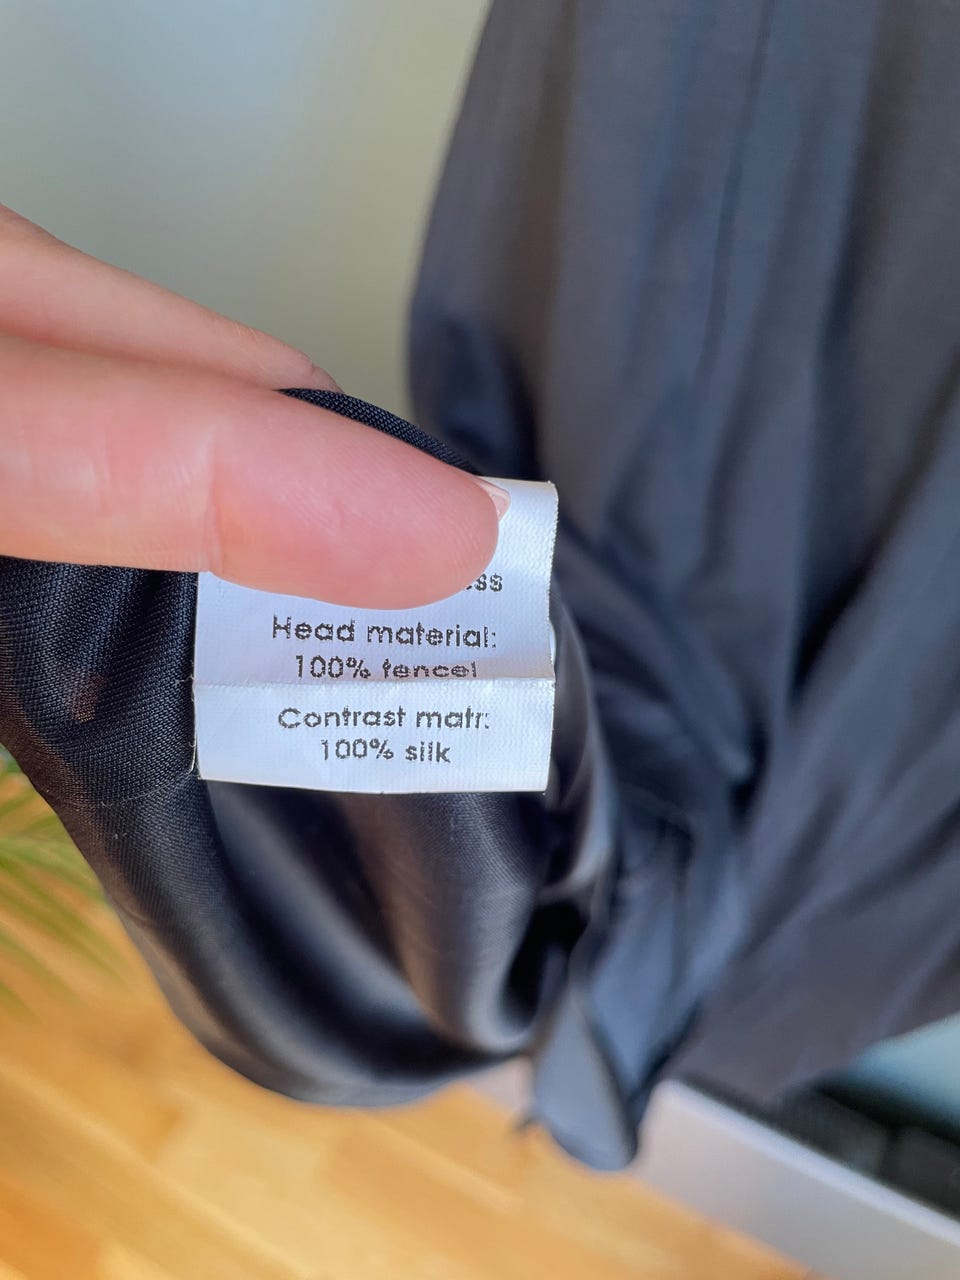 Head material:
100% tencel
Contrast matr:
100% silk